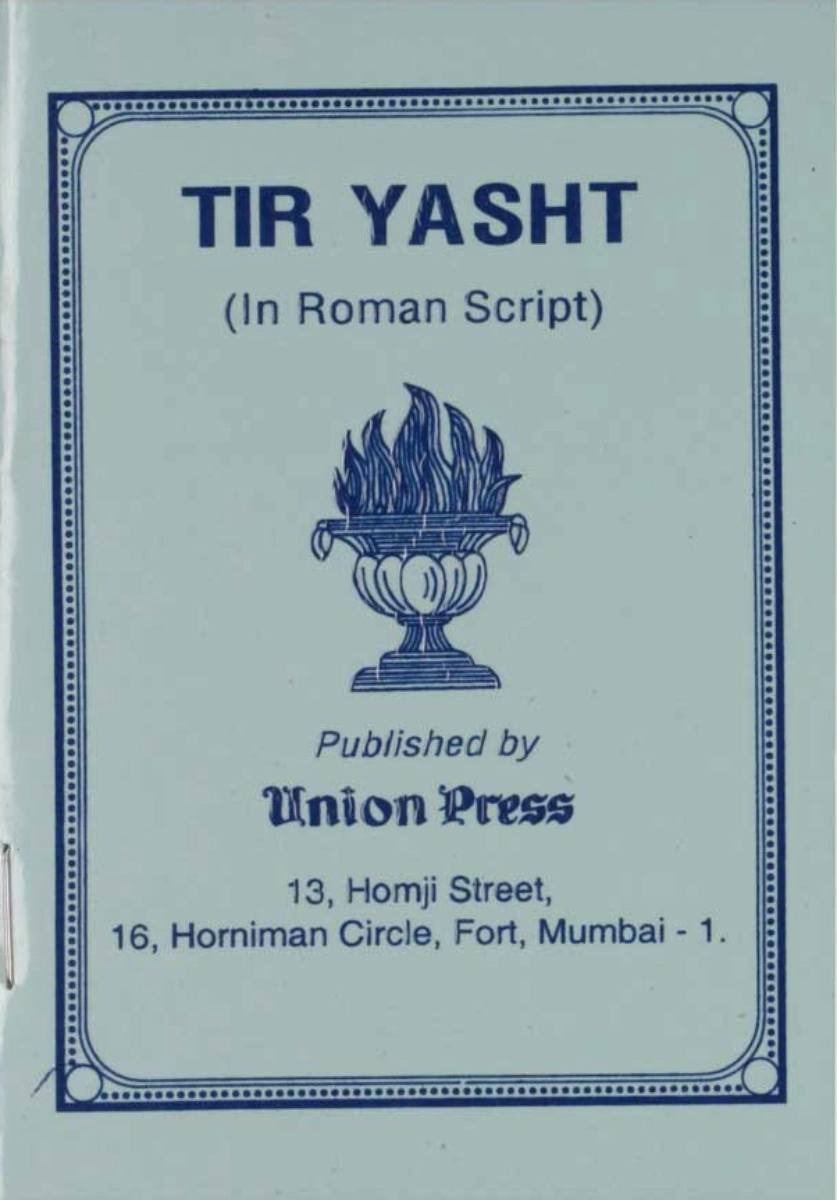 TIR YASHT
(In Roman Script)
Published by
Union Press
13, Homji Street,
16, Horniman Circle, Fort, Mumbai - 1.